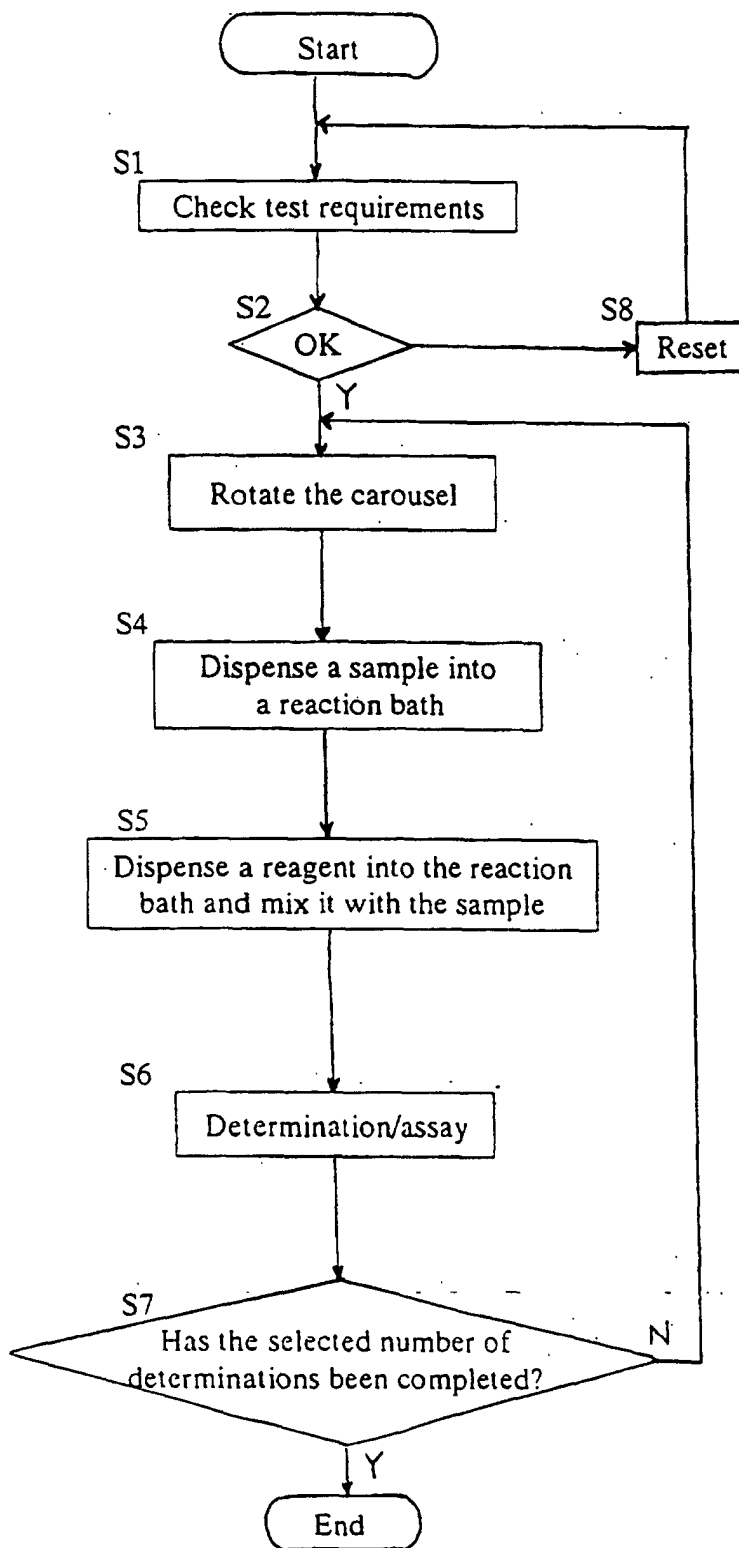 Start
S1
Check test requirements
S2
OK
S8
Reset
Y
S3
Rotate the carousel
S4
Dispense a sample into
a reaction bath
S5
Dispense a reagent into the reaction
bath and mix it with the sample
S6
Determination/assay
S7
Has the selected number of
determinations been completed?
N
Y
End